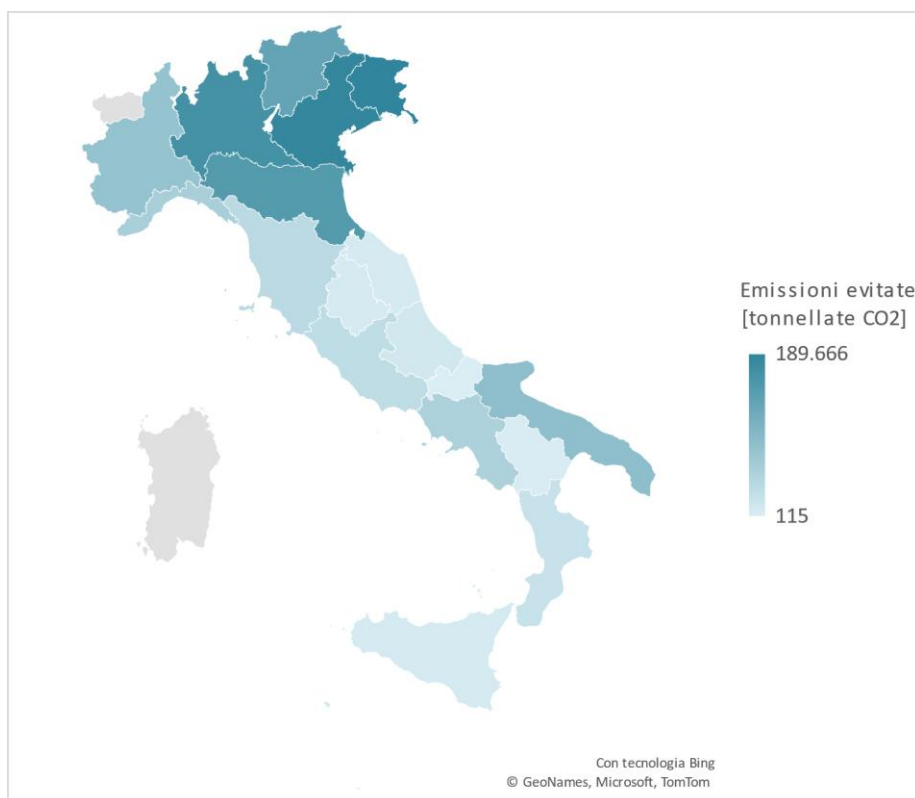 Emissioni evitate
[tonnellate CO2]
189.666
115
Con tecnologia Bing
© GeoNames, Microsoft, TomTom